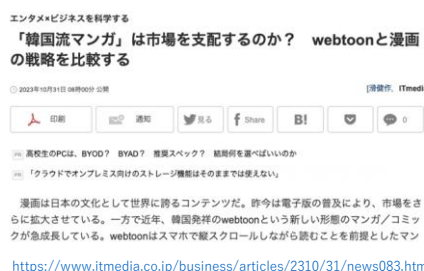 エンタメ×ビジネスを科学する
「韓国流マンガ」は市場を支配するのか？　webtoonと漫画
の戦略を比較する
2023年10月31日 08時00分 公開
[滑健作, ITmedia
印刷
通知
見る
Share
B!
0
PR 高校生のPCは、BYOD？　BYAD？　推奨スペック？　結局何を選べばいいのか
PR 「クラウドでオンプレミス向けのストレージ機能はそのままでは使えない」
漫画は日本の文化として世界に誇るコンテンツだ。昨今は電子版の普及により、市場をさ
らに拡大させている。一方で近年、韓国発祥のwebtoonという新しい形態のマンガ／コミッ
クが急成長している。webtoonはスマホで縦スクロールしながら読むことを前提としたマン
https://www.itmedia.co.jp/business/articles/2310/31/news083.htm